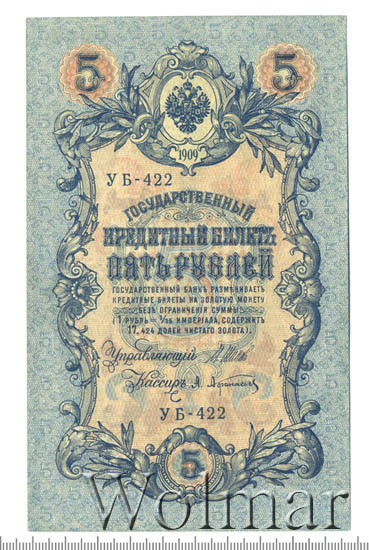 5 5
1909
УБ-422
ГОСУДАРСТВЕННЫЙ
КРЕДИТНЫЙ БИЛЕТЪ
ПЯТЬ РУБЛЕЙ
ГОСУДАРСТВЕННЫЙ БАНКЪ РАЗМѢНИВАЕТЪ
КРЕДИТНЫЕ БИЛЕТЫ НА ЗОЛОТУЮ МОНЕТУ
БЕЗЪ ОГРАНИЧЕНІЯ СУММЫ
(1 РУБЛЬ = 1/15 ИМПЕРІАЛА, СОДЕРЖИТЪ
17,424 ДОЛЕЙ ЧИСТАГО ЗОЛОТА).
Управляющій
Кассиръ
УБ-422
5
Wolmar